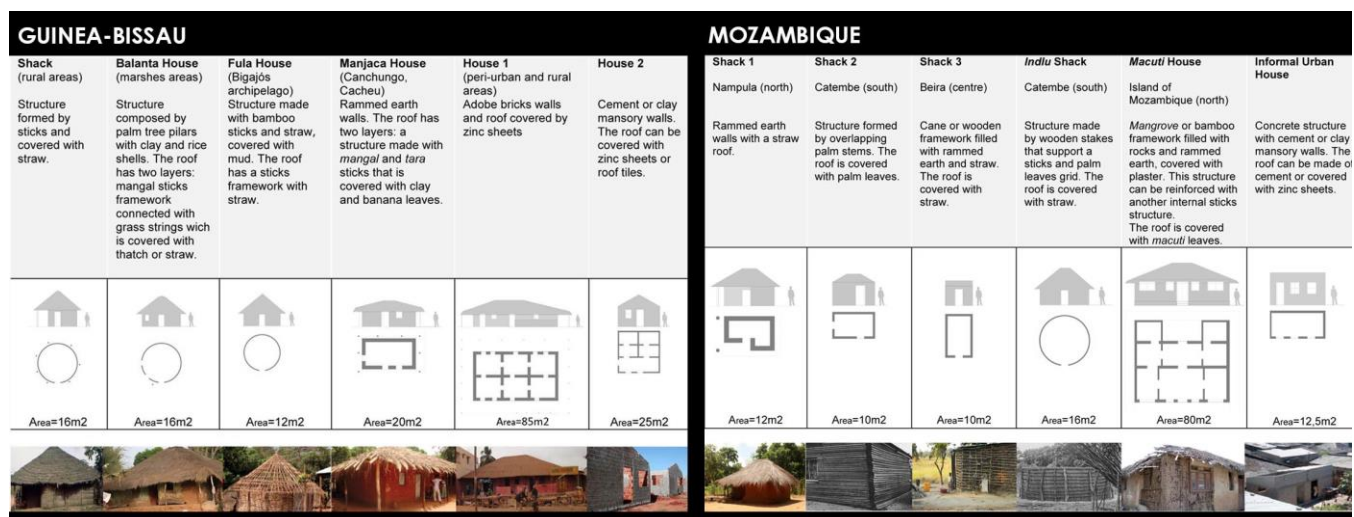 GUINEA-BISSAU
Shack
(rural areas)
Structure
formed by
sticks and
covered with
straw.
Balanta House
(marshes areas)
Structure
composed by
palm tree pilars
with clay and rice
shells. The roof
has two layers:
mangal sticks
framework
connected with
grass strings wich
is covered with
thatch or straw.
Fula House
(Bigajós
archipelago)
Structure made
with bamboo
sticks and straw,
covered with
mud. The roof
has a sticks
framework with
straw.
Manjaca House
(Canchungo,
Cacheu)
Rammed earth
walls. The roof has
two layers: a
structure made with
mangal and tara
sticks that is
covered with clay
and banana leaves.
House 1
(peri-urban and rural
areas)
Adobe bricks walls
and roof covered by
zinc sheets
House 2
Cement or clay
mansory walls.
The roof can be
covered with
zinc sheets or
roof tiles.
Area=16m2
Area=16m2
Area=12m2
Area=20m2
Area=85m2
Area=25m2
MOZAMBIQUE
Shack 1
Nampula (north)
Rammed earth
walls with a straw
roof.
Shack 2
Catembe (south)
Structure formed
by overlapping
palm stems. The
roof is covered
with palm leaves.
Shack 3
Beira (centre)
Cane or wooden
framework filled
with rammed
earth and straw.
The roof is
covered with
straw.
Indlu Shack
Catembe (south)
Structure made
by wooden stakes
that support a
sticks and palm
leaves grid. The
roof is covered
with straw.
Macuti House
Island of
Mozambique (north)
Mangrove or bamboo
framework filled with
rocks and rammed
earth, covered with
plaster. This structure
can be reinforced with
another internal sticks
structure.
The roof is covered
with macuti leaves.
Informal Urban
House
Concrete structure
with cement or clay
mansory walls. The
roof can be made of
cement or covered
with zinc sheets.
Area=12m2
Area=10m2
Area=10m2
Area=16m2
Area=80m2
Area=12,5m2